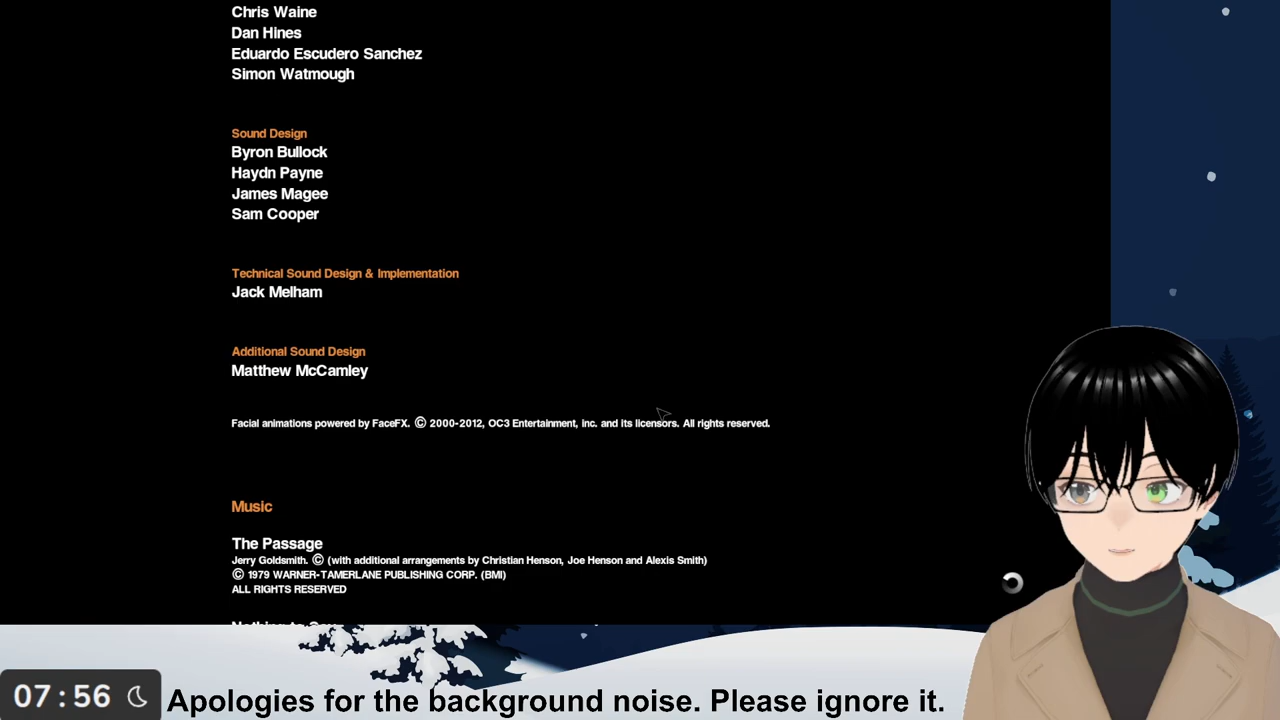 Chris Waine
Dan Hines
Eduardo Escudero Sanchez
Simon Watmough
Sound Design
Byron Bullock
Haydn Payne
James Magee
Sam Cooper
Technical Sound Design & Implementation
Jack Melham
Additional Sound Design
Matthew McCamley
Facial animations powered by FaceFX. © 2000-2012, OC3 Entertainment, Inc. and its licensors. All rights reserved.
Music
The Passage
Jerry Goldsmith. © (with additional arrangements by Christian Henson, Joe Henson and Alexis Smith)
© 1979 WARNER-TAMERLANE PUBLISHING CORP. (BMI)
ALL RIGHTS RESERVED
07:56
Apologies for the background noise. Please ignore it.